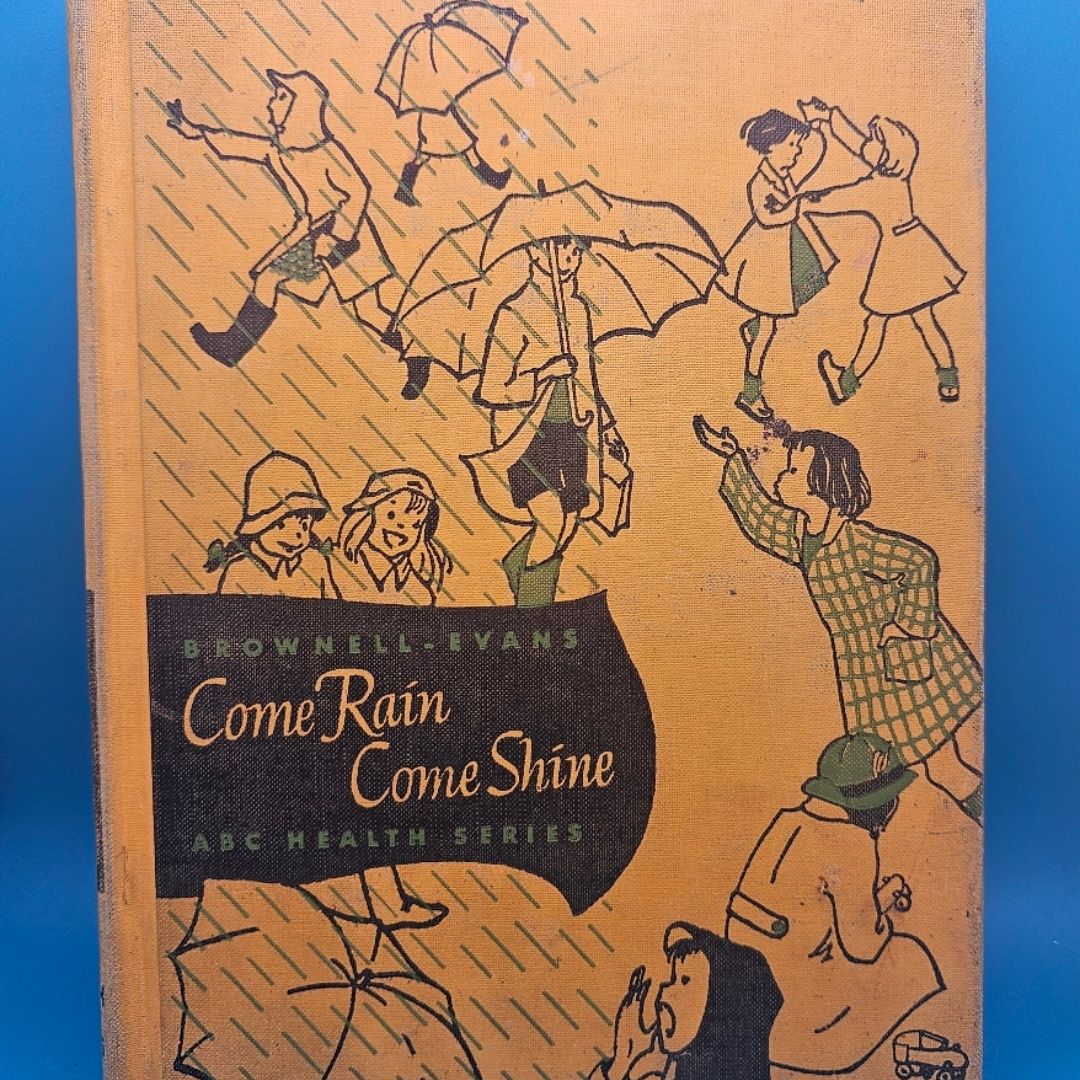 BROWNELL-EVANS
Come Rain
Come Shine
ABC HEALTH SERIES